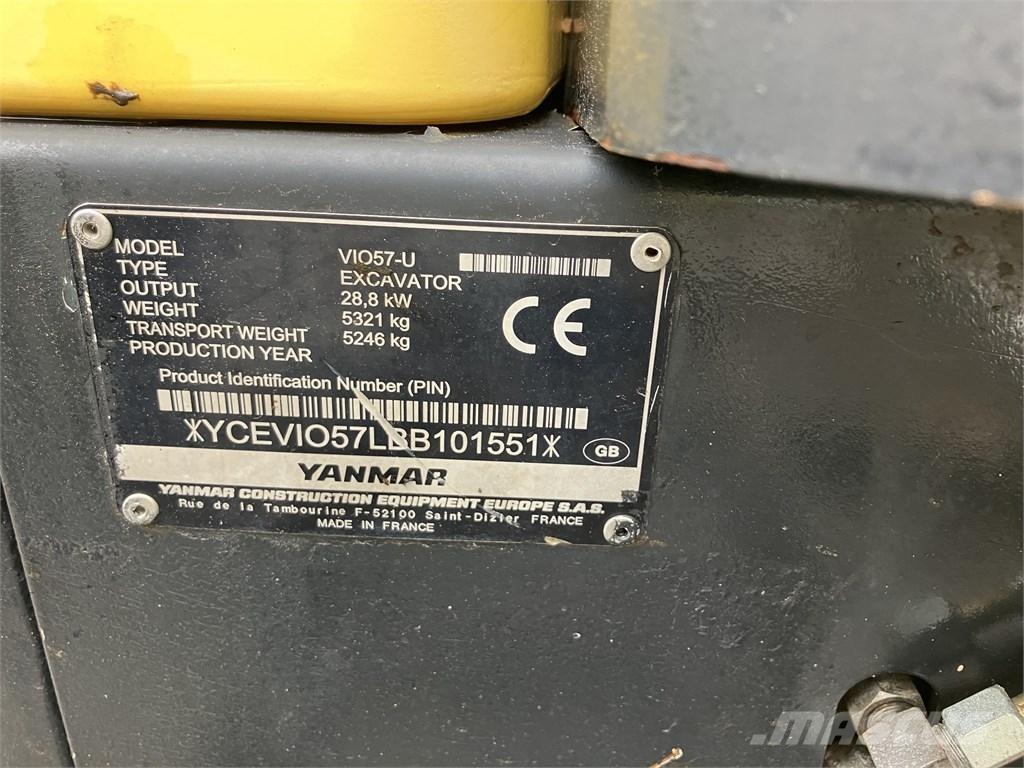 MODEL VIO57-U
TYPE EXCAVATOR
OUTPUT 28,8 kW
WEIGHT 5321 kg
TRANSPORT WEIGHT 5246 kg
PRODUCTION YEAR
CE
Product Identification Number (PIN)
*YCEVIO57LBB101551*
GB
YANMAR
YANMAR CONSTRUCTION EQUIPMENT EUROPE S.A.S.
Rue de la Tambourine F-52100 Saint-Dizier FRANCE
MADE IN FRANCE
MASCUS